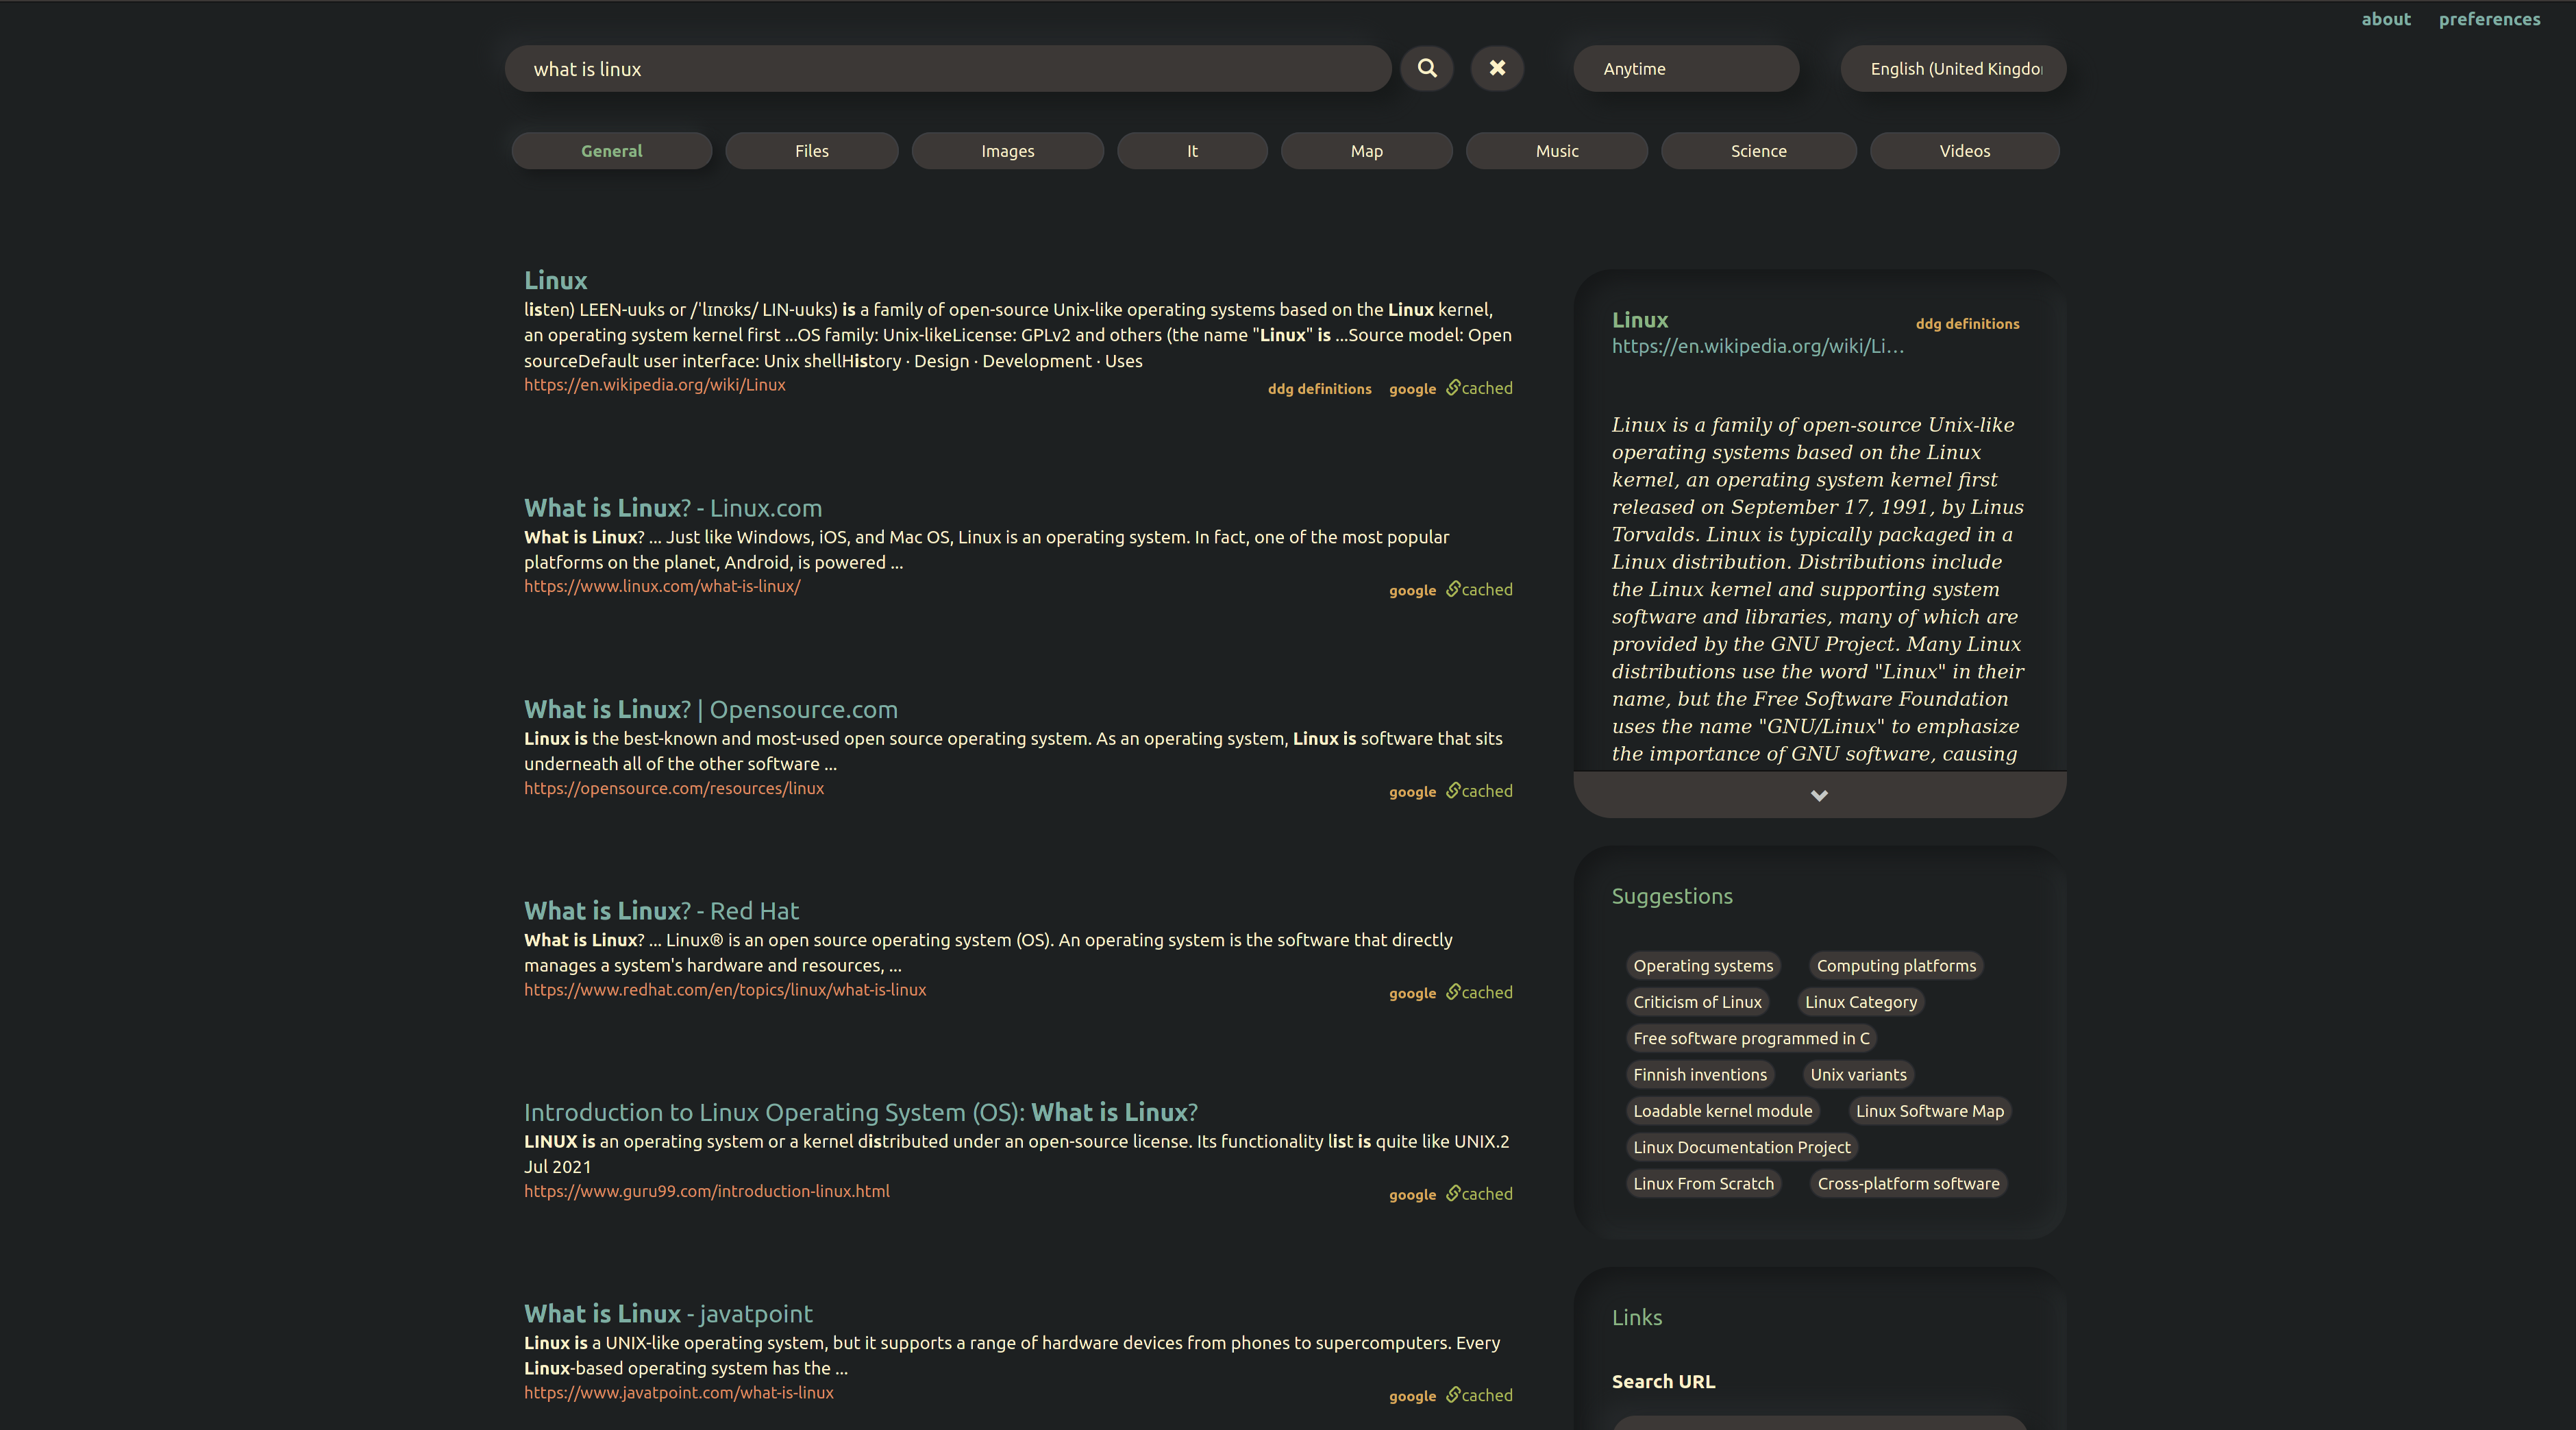 about preferences
what is linux
Anytime
English (United Kingdo
General Files Images It Map Music Science Videos
Linux
listen) LEEN-uuks or /ˈlɪnʊks/ LIN-uuks) is a family of open-source Unix-like operating systems based on the Linux kernel,
an operating system kernel first ...OS family: Unix-likeLicense: GPLv2 and others (the name "Linux" is ...Source model: Open
sourceDefault user interface: Unix shellHistory · Design · Development · Uses
https://en.wikipedia.org/wiki/Linux
ddg definitions google cached
What is Linux? - Linux.com
What is Linux? ... Just like Windows, iOS, and Mac OS, Linux is an operating system. In fact, one of the most popular
platforms on the planet, Android, is powered ...
https://www.linux.com/what-is-linux/
google cached
What is Linux? | Opensource.com
Linux is the best-known and most-used open source operating system. As an operating system, Linux is software that sits
underneath all of the other software ...
https://opensource.com/resources/linux
google cached
What is Linux? - Red Hat
What is Linux? ... Linux® is an open source operating system (OS). An operating system is the software that directly
manages a system's hardware and resources, ...
https://www.redhat.com/en/topics/linux/what-is-linux
google cached
Introduction to Linux Operating System (OS): What is Linux?
LINUX is an operating system or a kernel distributed under an open-source license. Its functionality list is quite like UNIX.2
Jul 2021
https://www.guru99.com/introduction-linux.html
google cached
What is Linux - javatpoint
Linux is a UNIX-like operating system, but it supports a range of hardware devices from phones to supercomputers. Every
Linux-based operating system has the ...
https://www.javatpoint.com/what-is-linux
google cached
Linux
ddg definitions
https://en.wikipedia.org/wiki/Li...
Linux is a family of open-source Unix-like
operating systems based on the Linux
kernel, an operating system kernel first
released on September 17, 1991, by Linus
Torvalds. Linux is typically packaged in a
Linux distribution. Distributions include
the Linux kernel and supporting system
software and libraries, many of which are
provided by the GNU Project. Many Linux
distributions use the word "Linux" in their
name, but the Free Software Foundation
uses the name "GNU/Linux" to emphasize
the importance of GNU software, causing
Suggestions
Operating systems Computing platforms
Criticism of Linux Linux Category
Free software programmed in C
Finnish inventions Unix variants
Loadable kernel module Linux Software Map
Linux Documentation Project
Linux From Scratch Cross-platform software
Links
Search URL